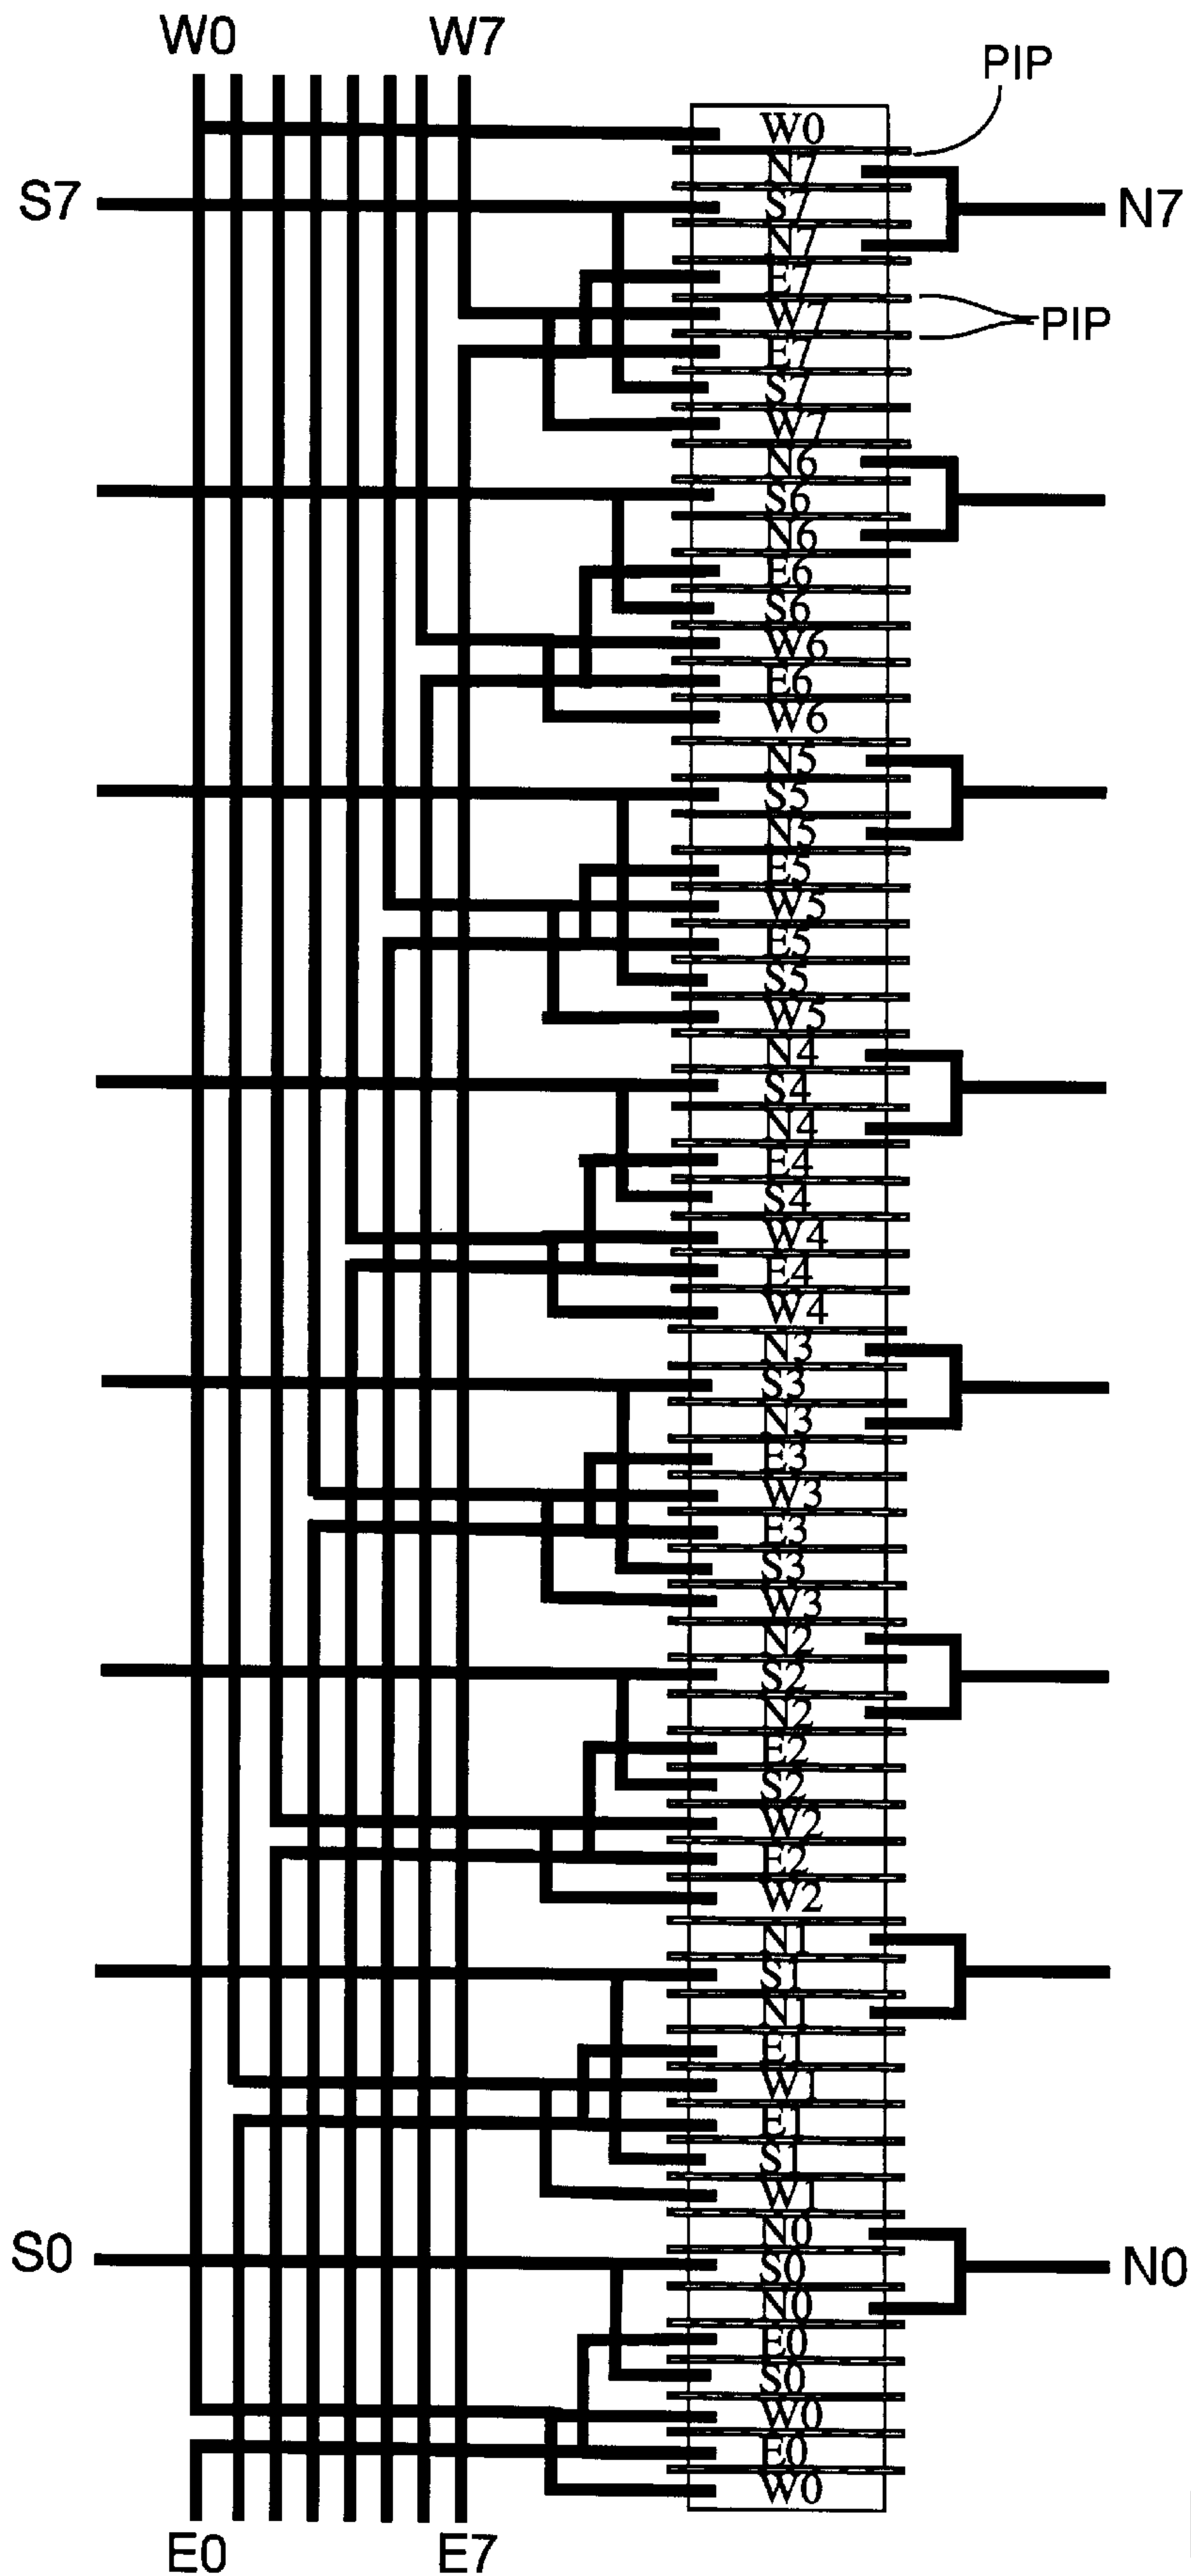 W0 W7
PIP
W0
N7
S7 S7 N7
N7
E7
W7 PIP
E7
S7
W7
N6
S6
N6
E6
S6
W6
E6
W6
N5
S5
N5
E5
W5
E5
S5
W5
N4
S4
N4
E4
S4
W4
E4
W4
N3
S3
N3
E3
W3
E3
S3
W3
N2
S2
N2
E2
S2
W2
E2
W2
N1
S1
N1
E1
W1
E1
S1
W1
N0
S0 S0 N0
N0
E0
S0
W0
E0
W0
E0 E7